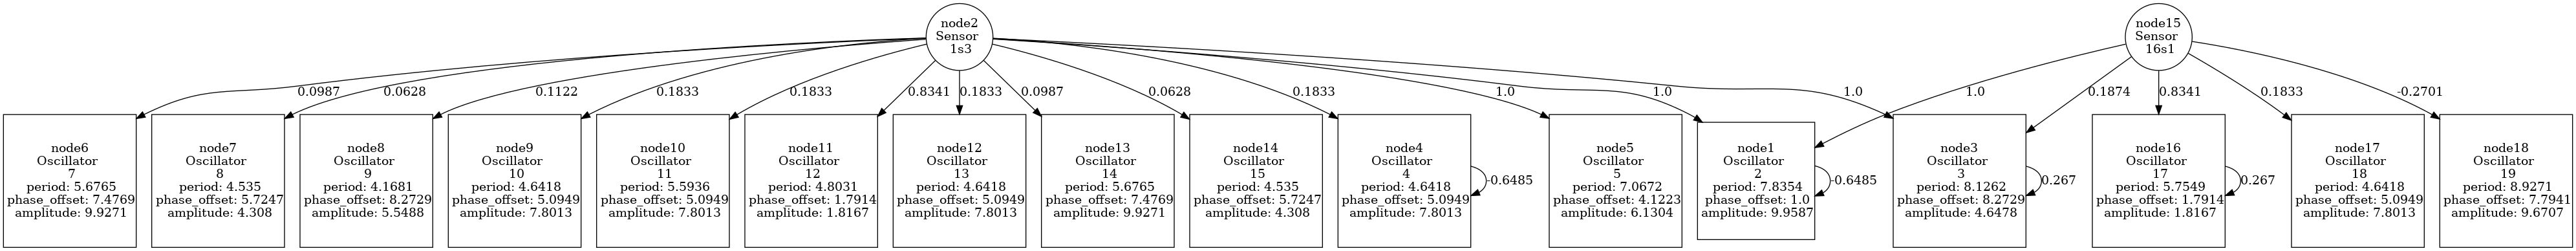 node2
Sensor
1s3
node15
Sensor
16s1
0.0987
0.0628
0.1122
0.1833
0.1833
0.8341
0.1833
0.0987
0.0628
0.1833
1.0
1.0
1.0
1.0
0.1874
0.8341
0.1833
-0.2701
node6
Oscillator
7
period: 5.6765
phase_offset: 7.4769
amplitude: 9.9271
node7
Oscillator
8
period: 4.535
phase_offset: 5.7247
amplitude: 4.308
node8
Oscillator
9
period: 4.1681
phase_offset: 8.2729
amplitude: 5.5488
node9
Oscillator
10
period: 4.6418
phase_offset: 5.0949
amplitude: 7.8013
node10
Oscillator
11
period: 5.5936
phase_offset: 5.0949
amplitude: 7.8013
node11
Oscillator
12
period: 4.8031
phase_offset: 1.7914
amplitude: 1.8167
node12
Oscillator
13
period: 4.6418
phase_offset: 5.0949
amplitude: 7.8013
node13
Oscillator
14
period: 5.6765
phase_offset: 7.4769
amplitude: 9.9271
node14
Oscillator
15
period: 4.535
phase_offset: 5.7247
amplitude: 4.308
node4
Oscillator
4
period: 4.6418
phase_offset: 5.0949
amplitude: 7.8013
-0.6485
node5
Oscillator
5
period: 7.0672
phase_offset: 4.1223
amplitude: 6.1304
node1
Oscillator
2
period: 7.8354
phase_offset: 1.0
amplitude: 9.9587
-0.6485
node3
Oscillator
3
period: 8.1262
phase_offset: 8.2729
amplitude: 4.6478
0.267
node16
Oscillator
17
period: 5.7549
phase_offset: 1.7914
amplitude: 1.8167
0.267
node17
Oscillator
18
period: 4.6418
phase_offset: 5.0949
amplitude: 7.8013
node18
Oscillator
19
period: 8.9271
phase_offset: 7.7941
amplitude: 9.6707